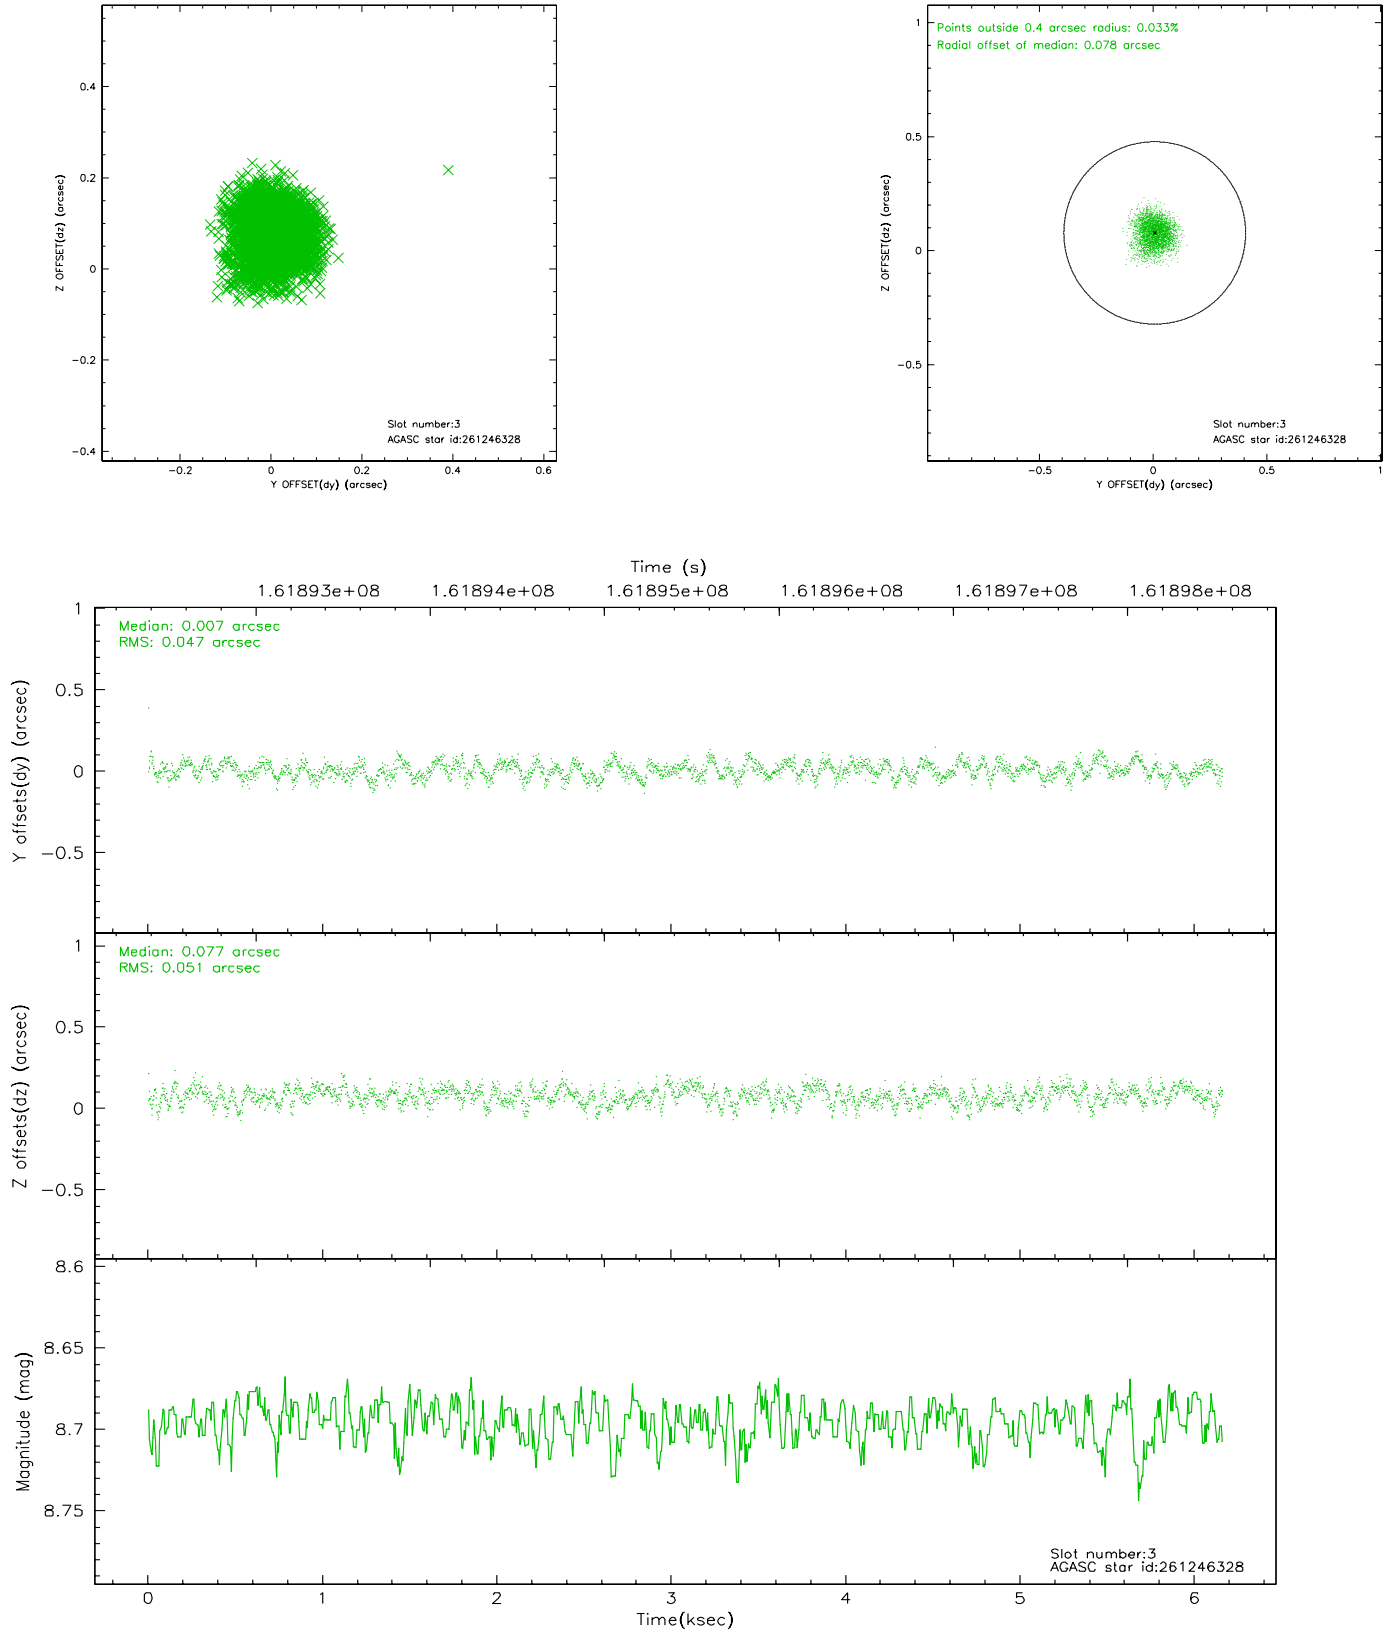 0.4
0.2
0
−0.2
−0.4
Z OFFSET(dz) (arcsec)
Slot number:3
AGASC star id:261246328
−0.2 0 0.2 0.4 0.6
Y OFFSET(dy) (arcsec)
Points outside 0.4 arcsec radius: 0.033%
Radial offset of median: 0.078 arcsec
1
0.5
0
−0.5
Z OFFSET(dz) (arcsec)
Slot number:3
AGASC star id:261246328
−0.5 0 0.5 1
Y OFFSET(dy) (arcsec)
Time (s)
1.61893e+08 1.61894e+08 1.61895e+08 1.61896e+08 1.61897e+08 1.61898e+08
Median: 0.007 arcsec
RMS: 0.047 arcsec
1
0.5
0
−0.5
Y offsets(dy) (arcsec)
Median: 0.077 arcsec
RMS: 0.051 arcsec
1
0.5
0
−0.5
Z offsets(dz) (arcsec)
8.6
8.65
8.7
8.75
Magnitude (mag)
Slot number:3
AGASC star id:261246328
0 1 2 3 4 5 6
Time(ksec)